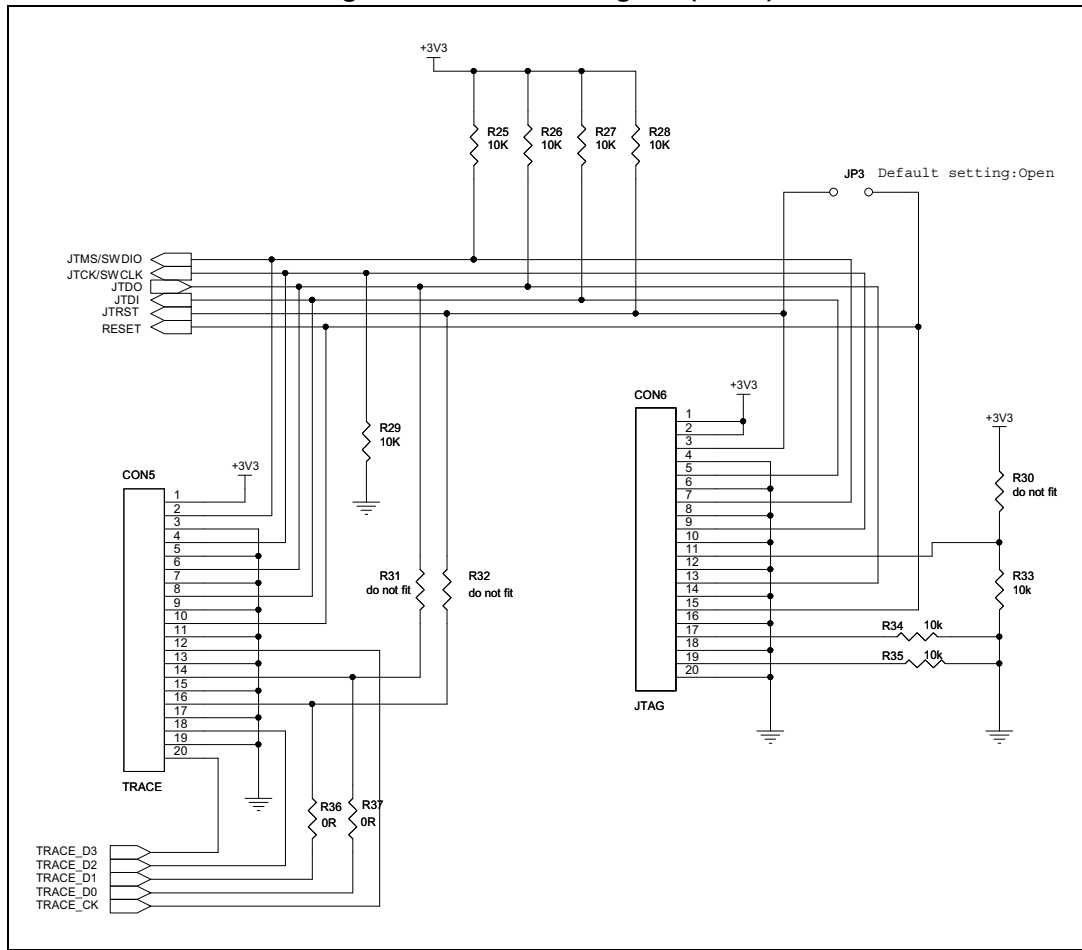 +3V3
R25
10K
R26
10K
R27
10K
R28
10K
JP3 Default setting:Open
JTMS/SWDIO
JTCK/SWCLK
JTDO
JTDI
JTRST
RESET
R29
10K
CON5
+3V3
1
2
3
4
5
6
7
8
9
10
11
12
13
14
15
16
17
18
19
20
TRACE
R31
do not fit
R32
do not fit
CON6
+3V3
1
2
3
4
5
6
7
8
9
10
11
12
13
14
15
16
17
18
19
20
JTAG
+3V3
R30
do not fit
R33
10k
R34 10k
R35 10k
R36
0R
R37
0R
TRACE_D3
TRACE_D2
TRACE_D1
TRACE_D0
TRACE_CK